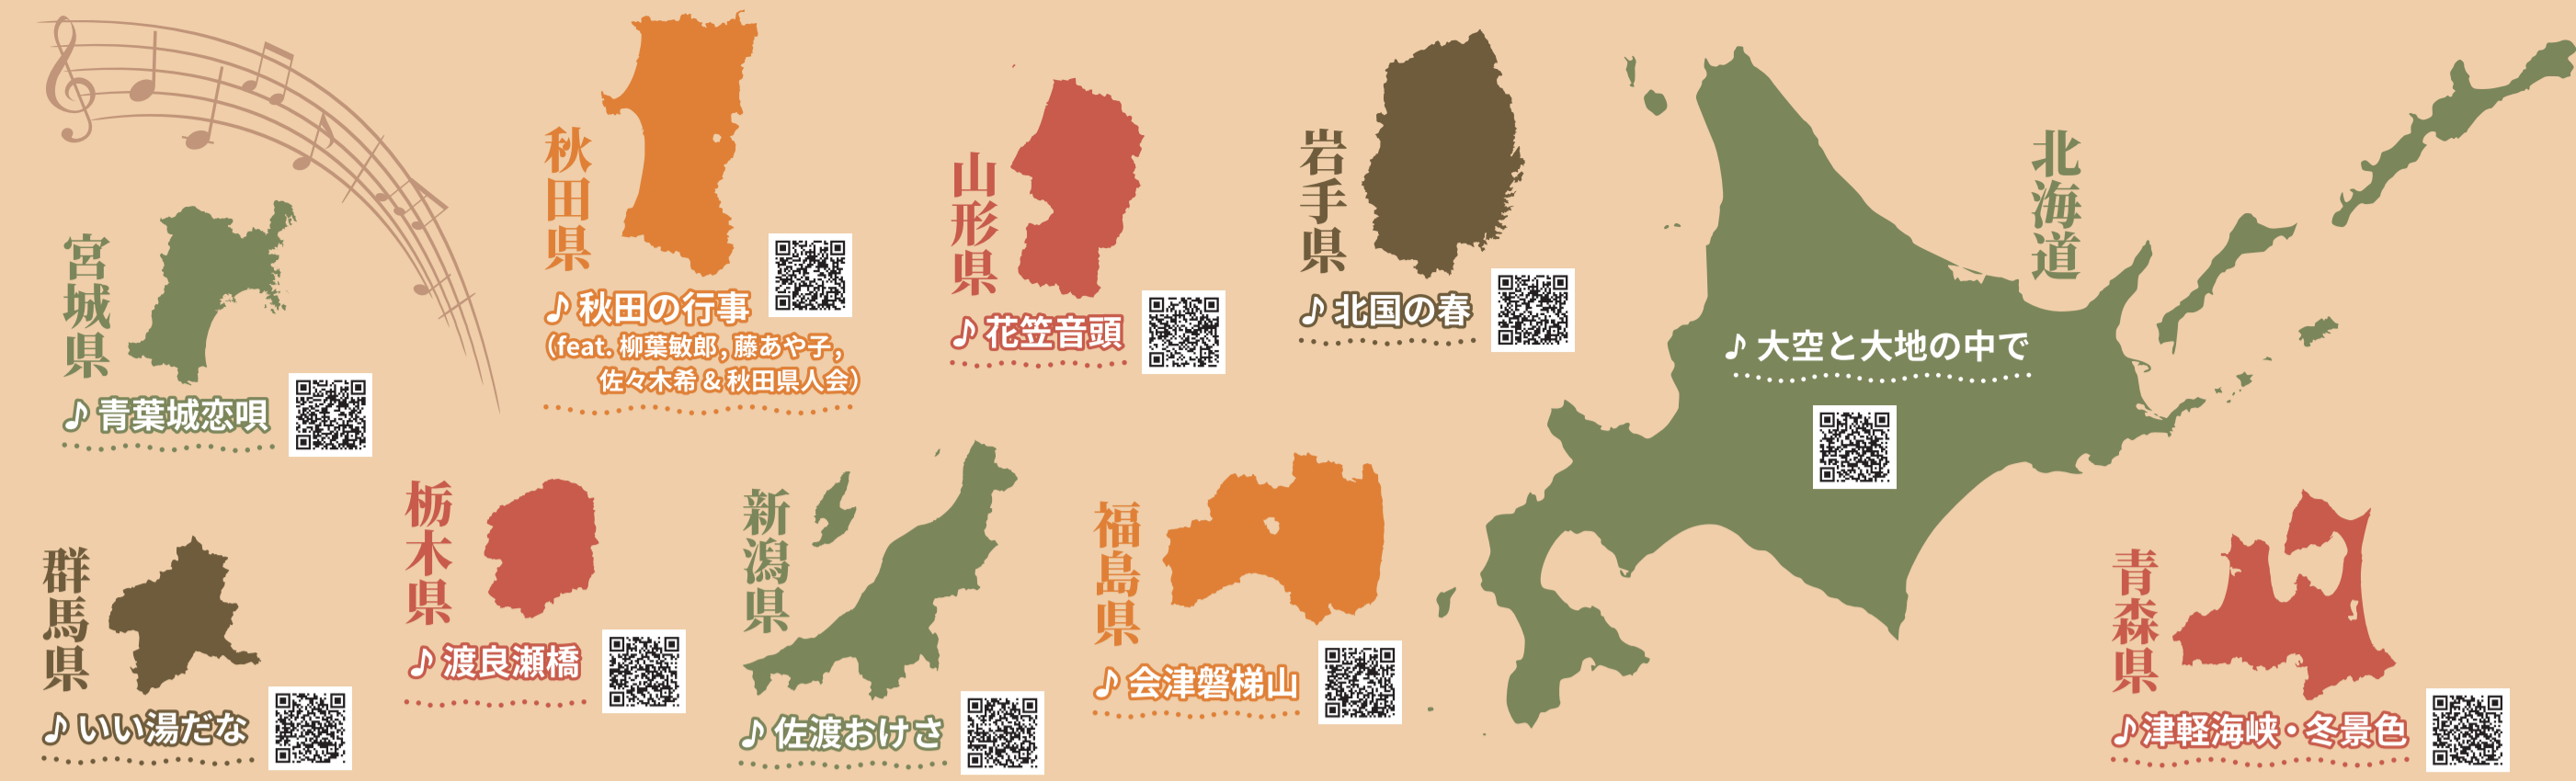 宮城県
♪青葉城恋唄
秋田県
♪秋田の行事
(feat. 柳葉敏郎, 藤あや子,
佐々木希 & 秋田県人会)
山形県
♪花笠音頭
岩手県
♪北国の春
北海道
♪大空と大地の中で
群馬県
♪いい湯だな
栃木県
♪渡良瀬橋
新潟県
♪佐渡おけさ
福島県
♪会津磐梯山
青森県
♪津軽海峡・冬景色